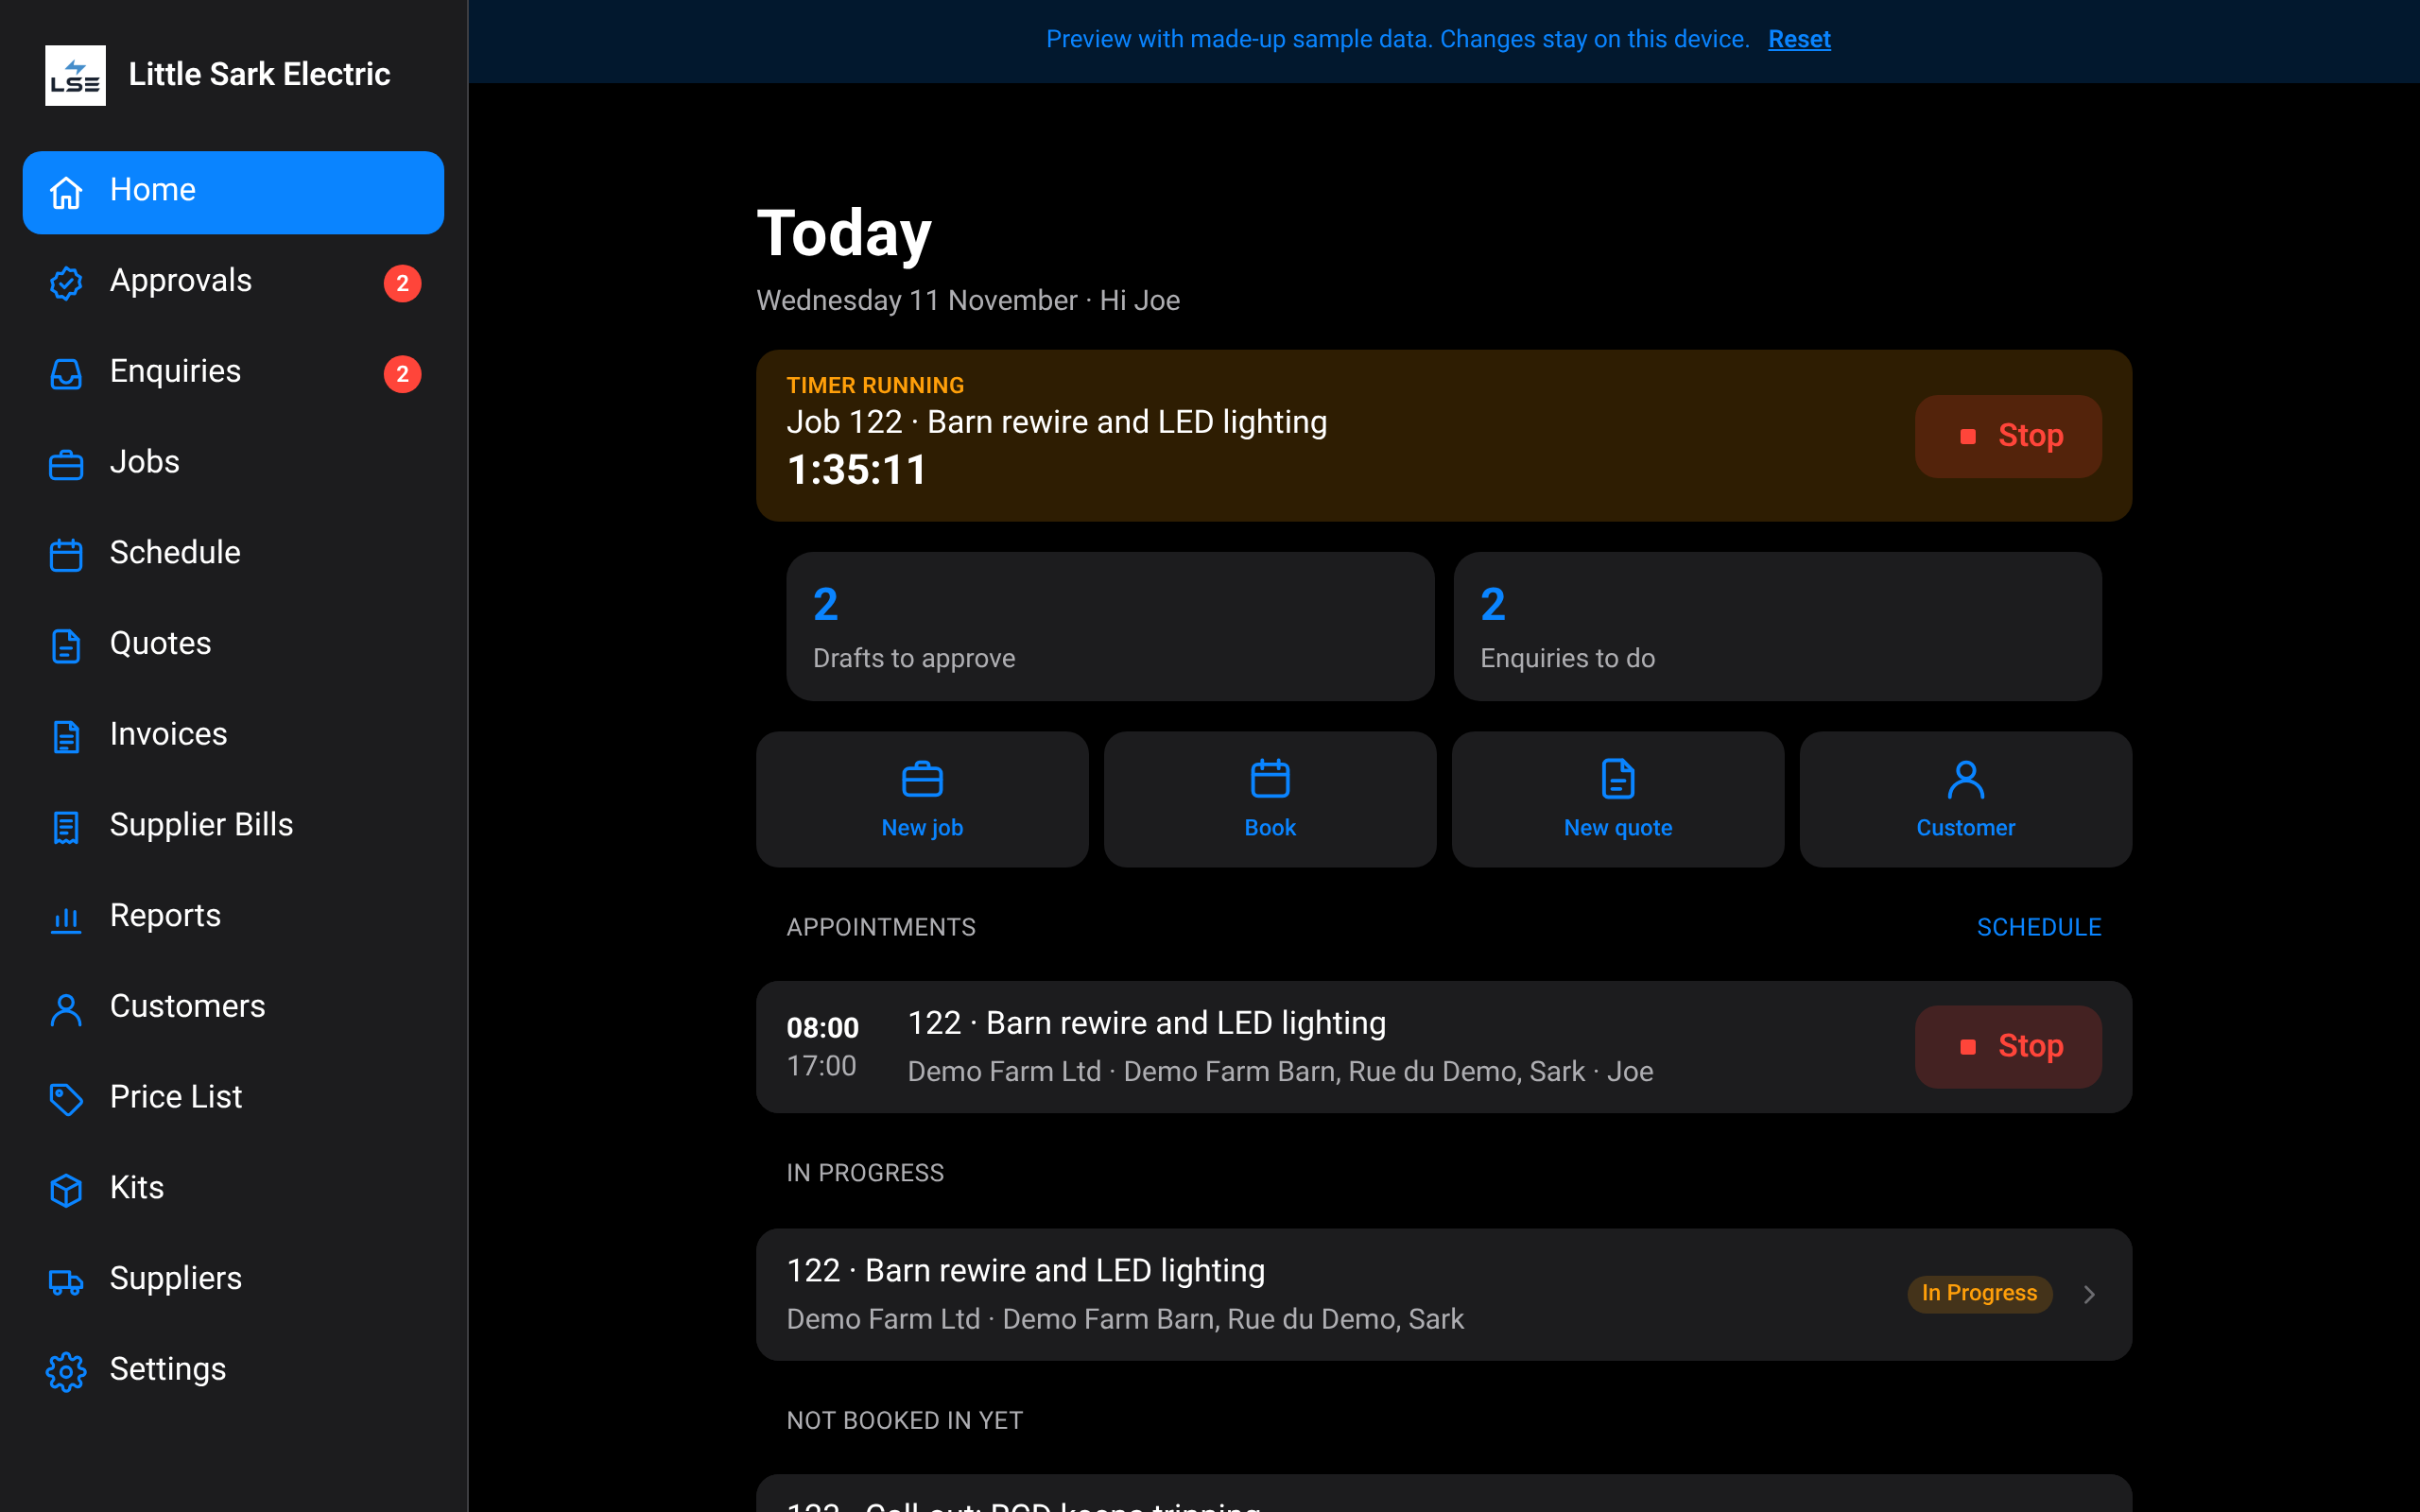 LSE
Little Sark Electric
Home
Approvals 2
Enquiries 2
Jobs
Schedule
Quotes
Invoices
Supplier Bills
Reports
Customers
Price List
Kits
Suppliers
Settings
Preview with made-up sample data. Changes stay on this device. Reset
Today
Wednesday 11 November · Hi Joe
TIMER RUNNING
Job 122 · Barn rewire and LED lighting
1:35:11
Stop
2
Drafts to approve
2
Enquiries to do
New job
Book
New quote
Customer
APPOINTMENTS
SCHEDULE
08:00
17:00
122 · Barn rewire and LED lighting
Demo Farm Ltd · Demo Farm Barn, Rue du Demo, Sark · Joe
Stop
IN PROGRESS
122 · Barn rewire and LED lighting
Demo Farm Ltd · Demo Farm Barn, Rue du Demo, Sark
In Progress
NOT BOOKED IN YET
Call-out: RCD keeps tripping